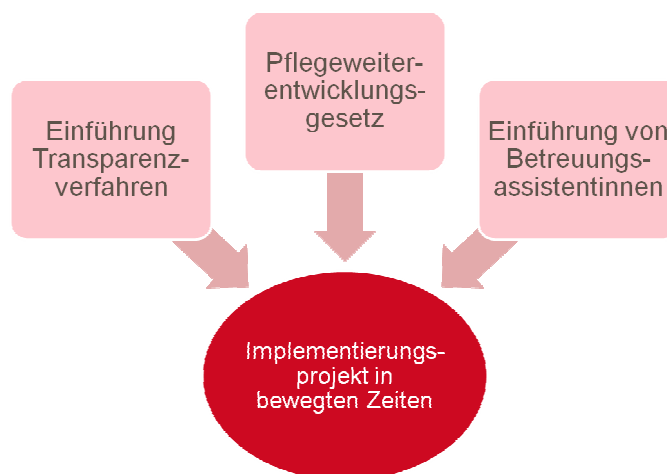 Einführung
Transparenz-
verfahren
Pflegeweiter-
entwicklungs-
gesetz
Einführung von
Betreuungs-
assistentinnen
Implementierungs-
projekt in
bewegten Zeiten